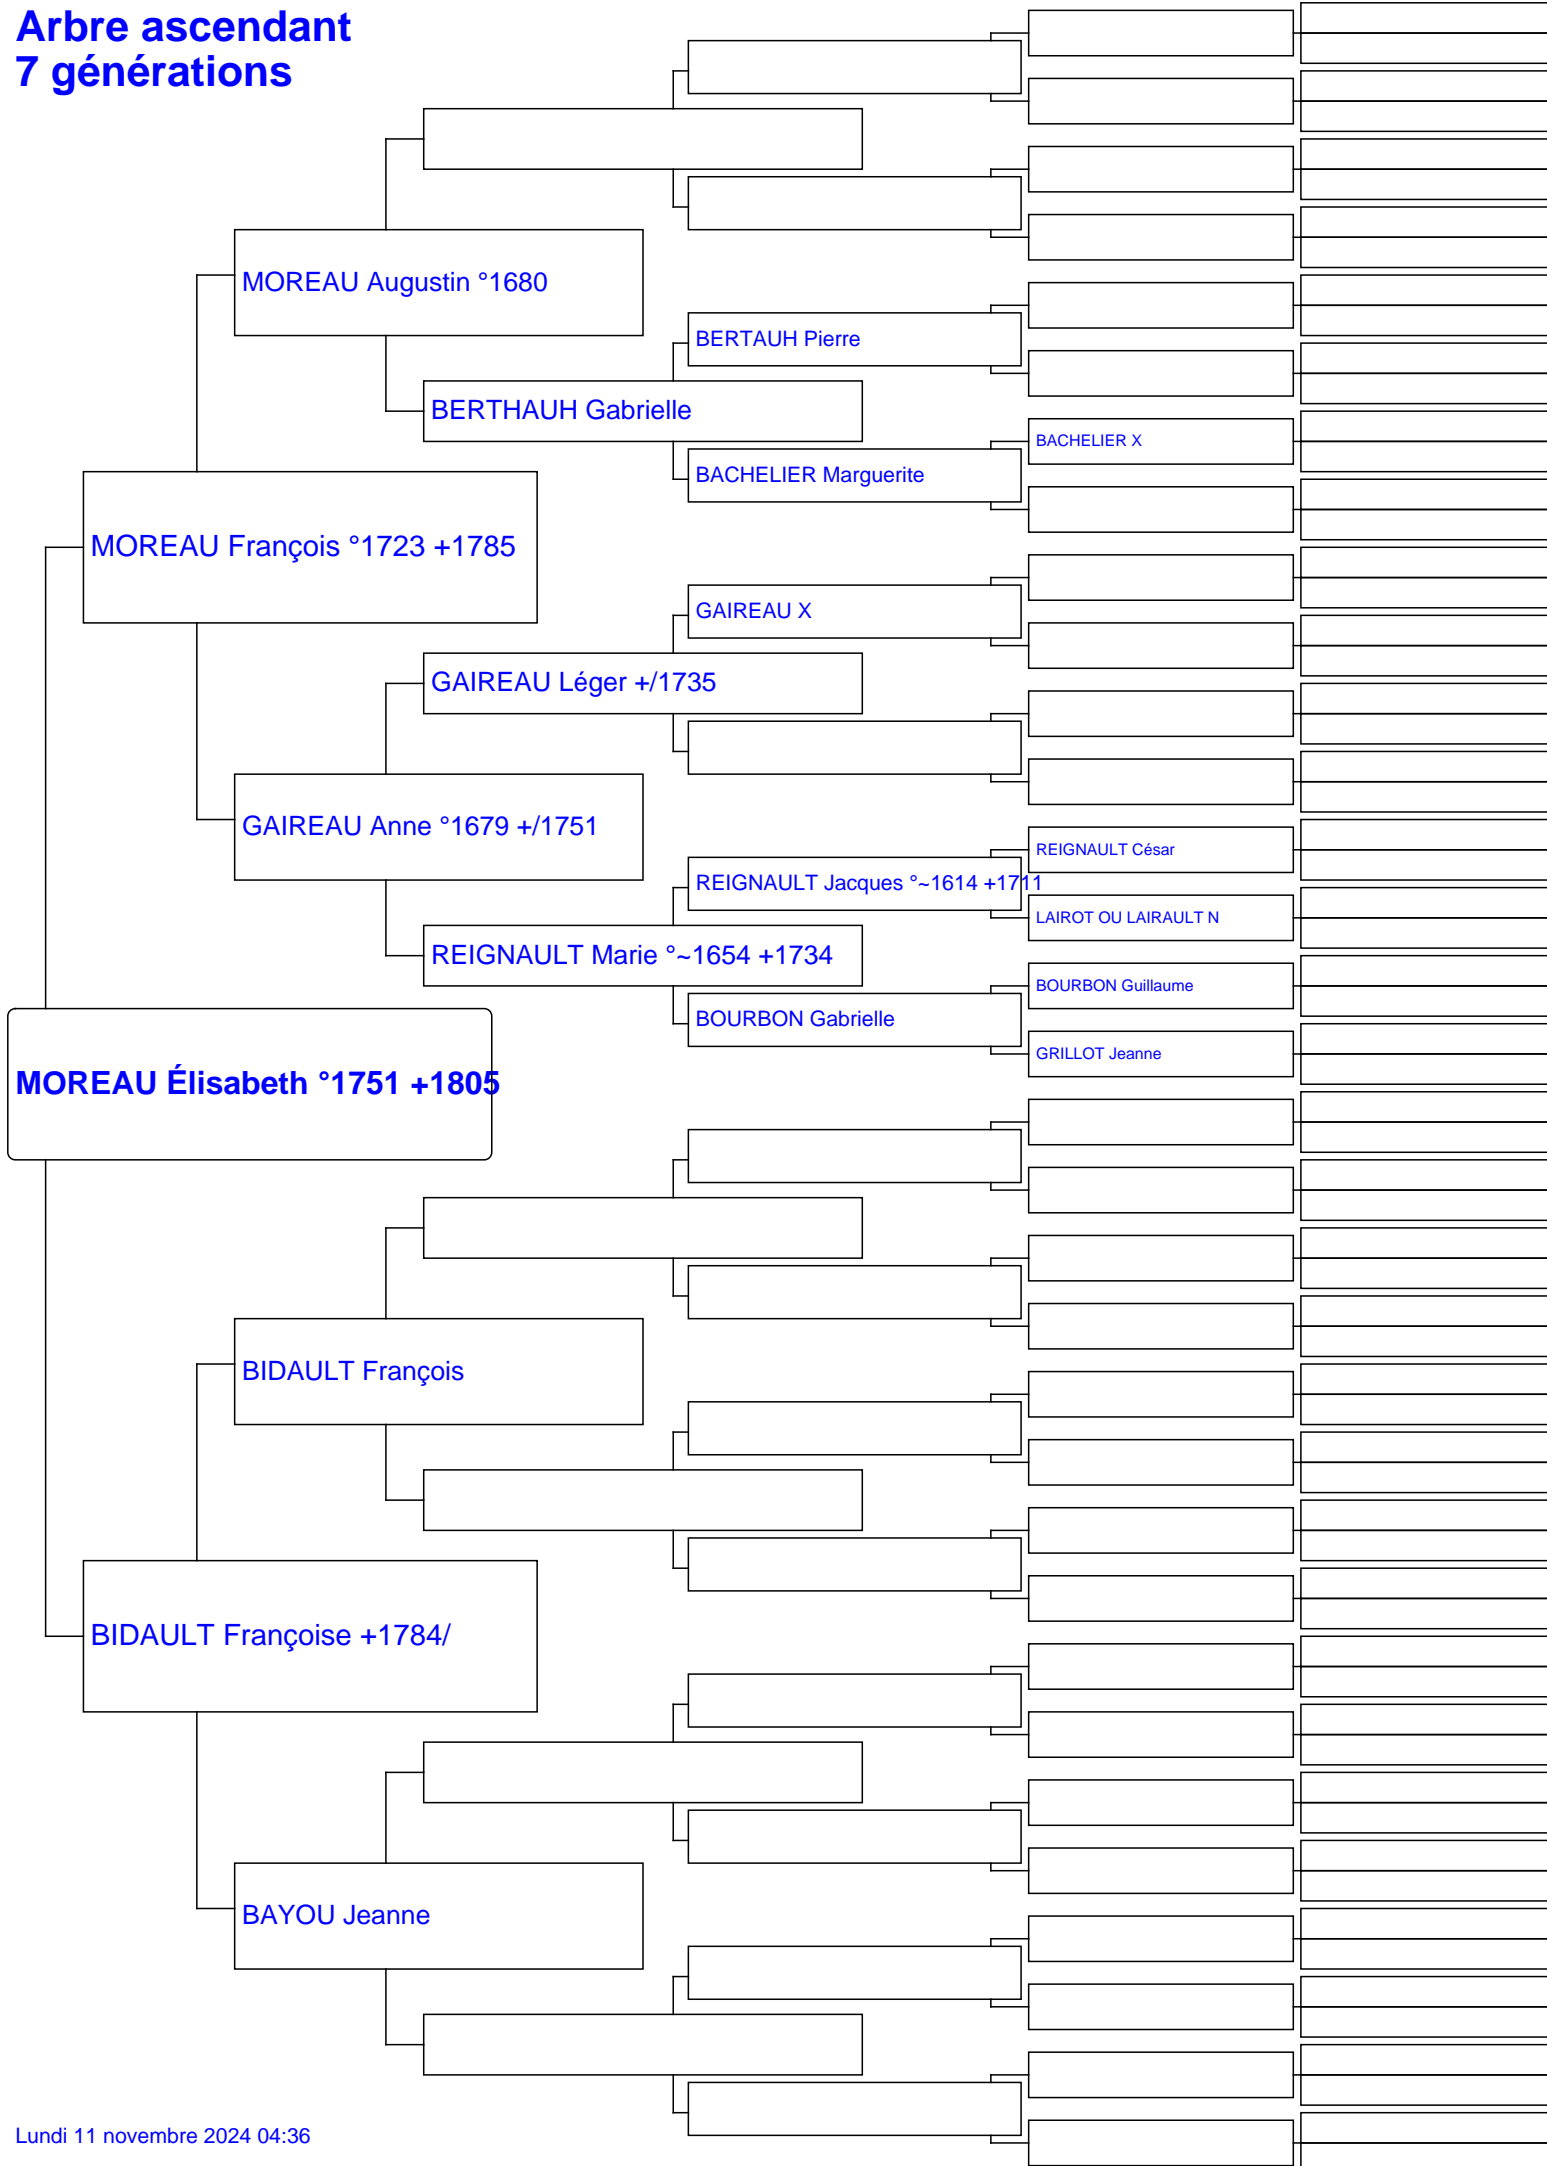 Arbre ascendant
7 générations
MOREAU Augustin °1680
BERTAUH Pierre
BERTHAUH Gabrielle
BACHELIER X
BACHELIER Marguerite
MOREAU François °1723 +1785
GAIREAU X
GAIREAU Léger +/1735
GAIREAU Anne °1679 +/1751
REIGNAULT César
REIGNAULT Jacques °~1614 +1711
LAIROT OU LAIRAULT N
REIGNAULT Marie °~1654 +1734
BOURBON Guillaume
BOURBON Gabrielle
GRILLOT Jeanne
MOREAU Élisabeth °1751 +1805
BIDAULT François
BIDAULT Françoise +1784/
BAYOU Jeanne
Lundi 11 novembre 2024 04:36